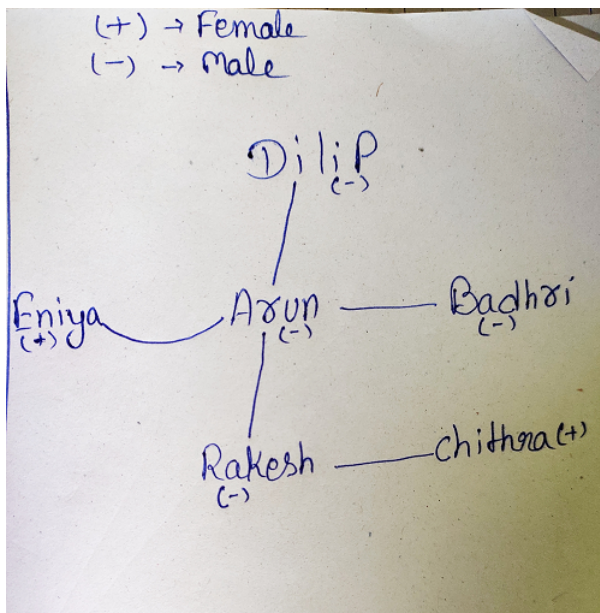 (+) → Female
(-) → Male
Dilip
(-)
Eniya Arun Badhri
(+) (-) (-)
Rakesh chithra (+)
(-)